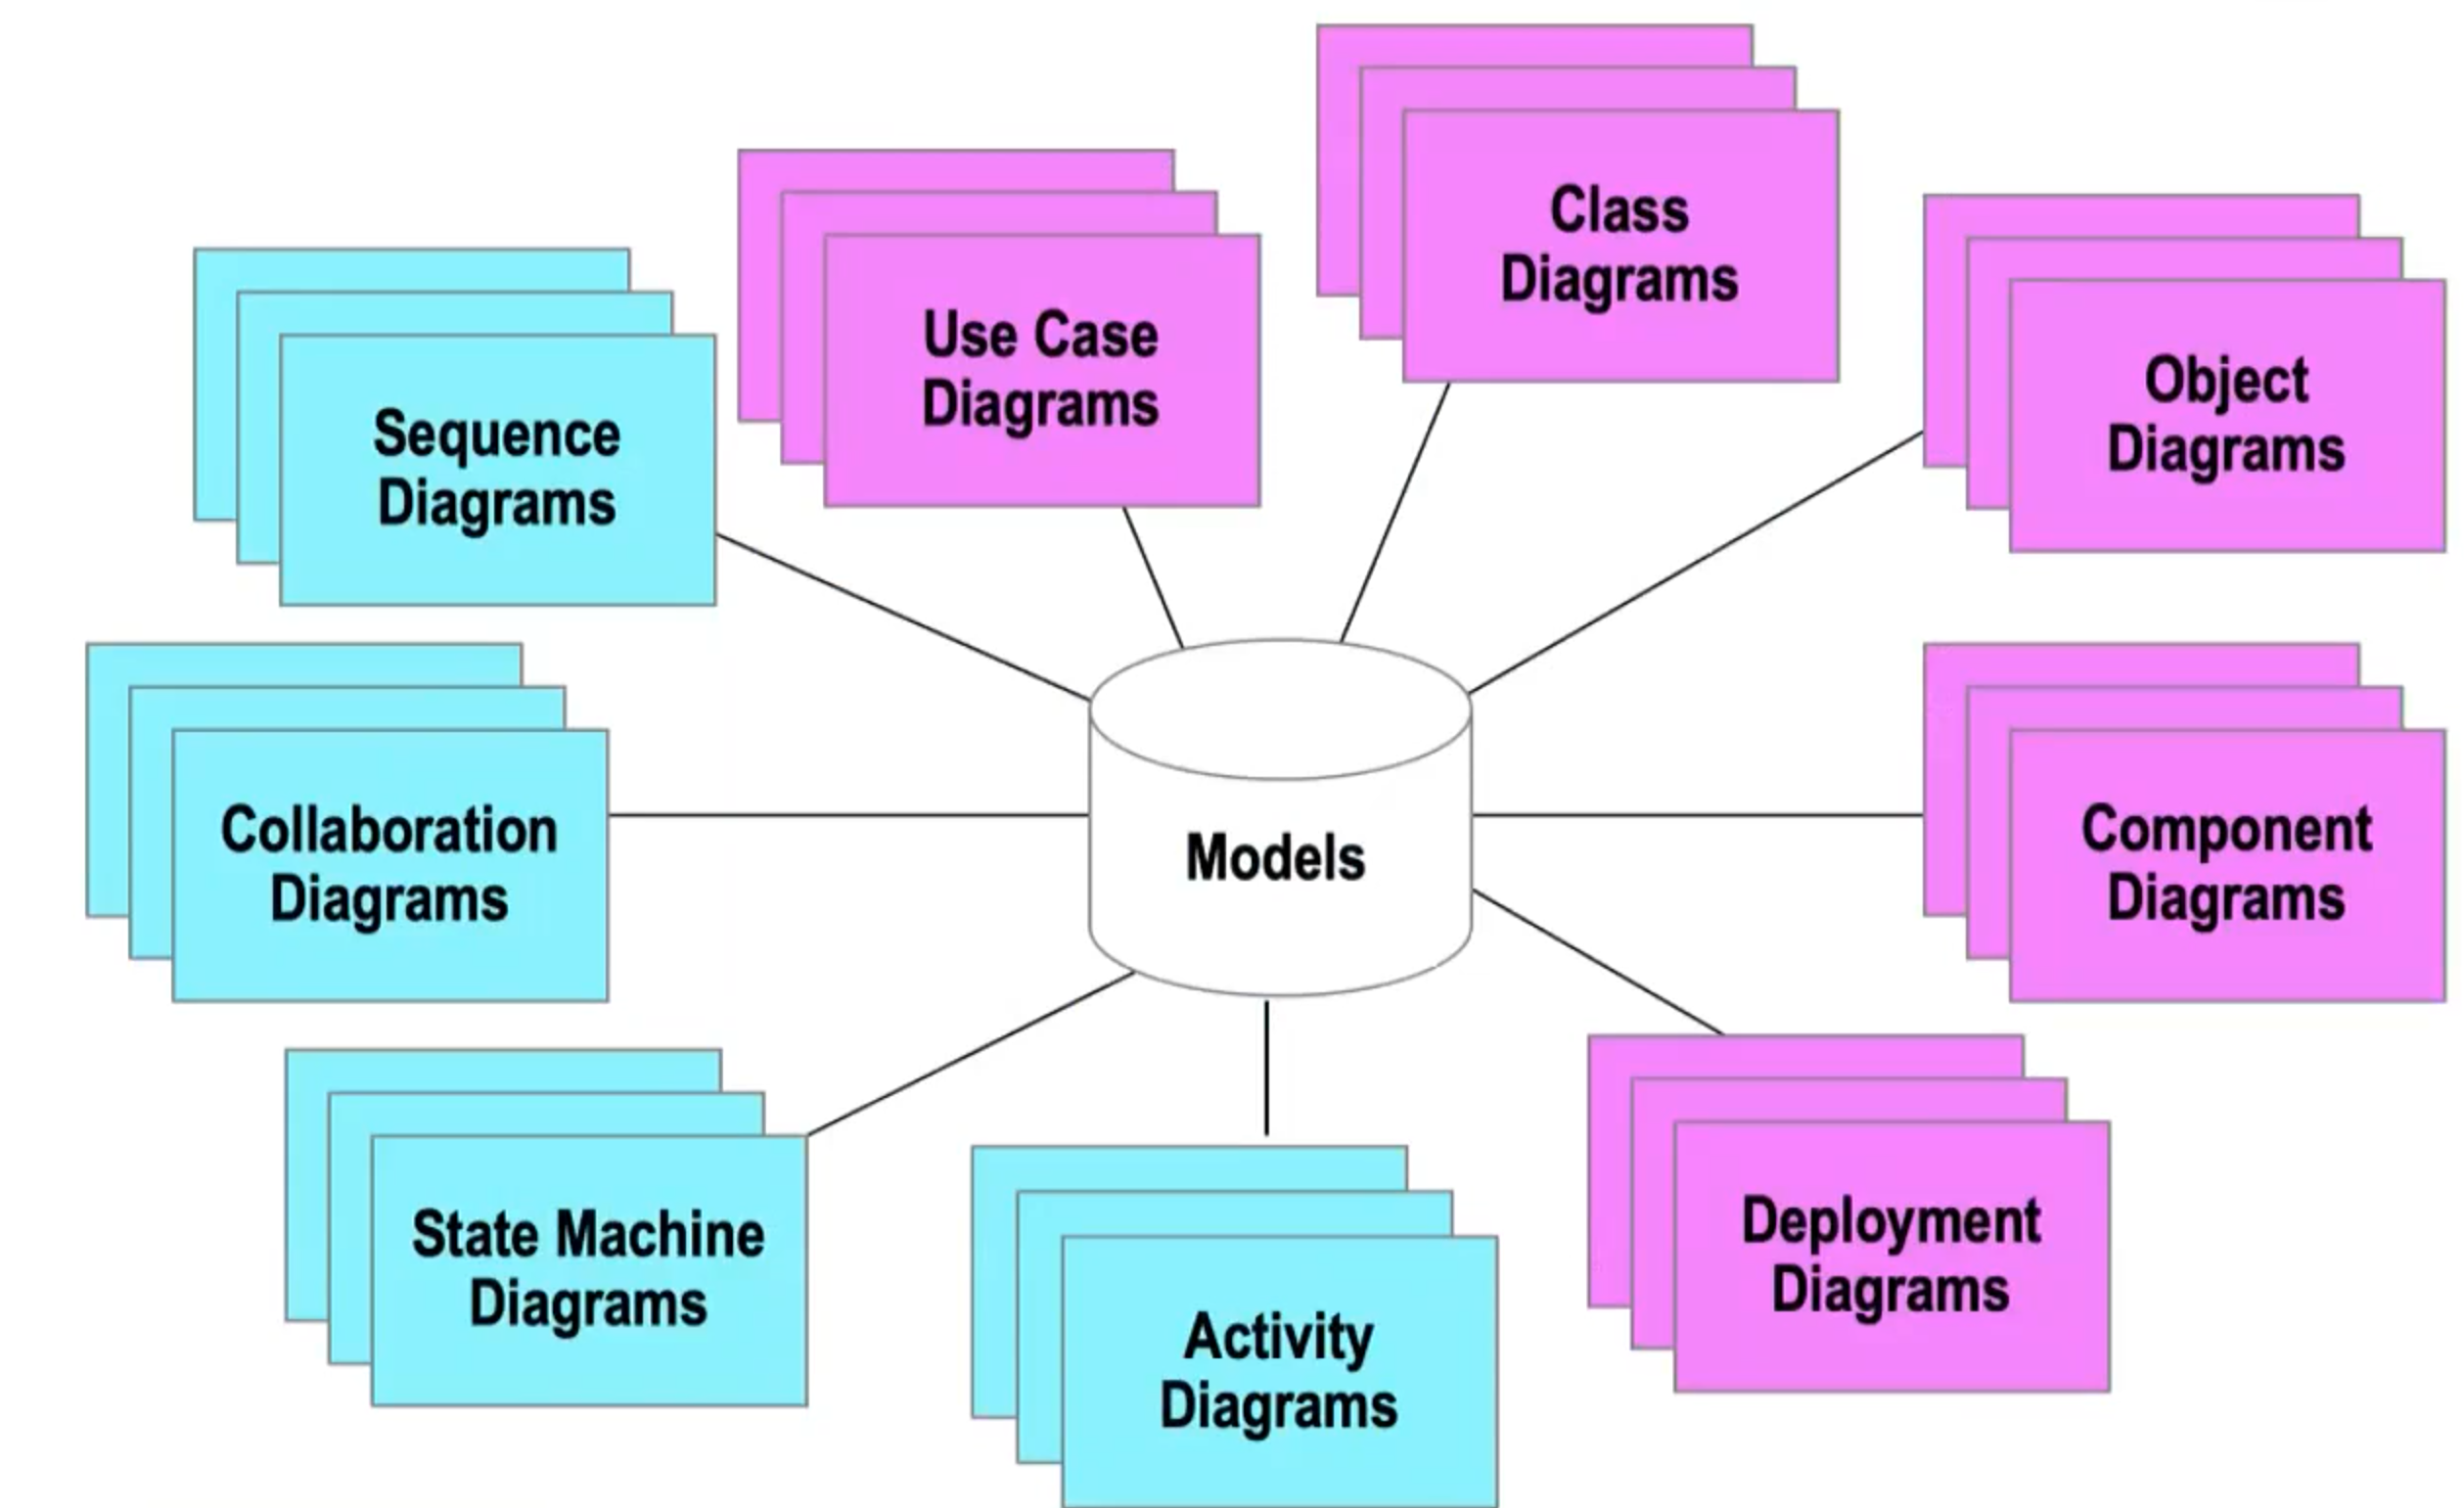 Class
Diagrams
Use Case
Diagrams
Object
Diagrams
Sequence
Diagrams
Collaboration
Diagrams
Models
Component
Diagrams
State Machine
Diagrams
Deployment
Diagrams
Activity
Diagrams